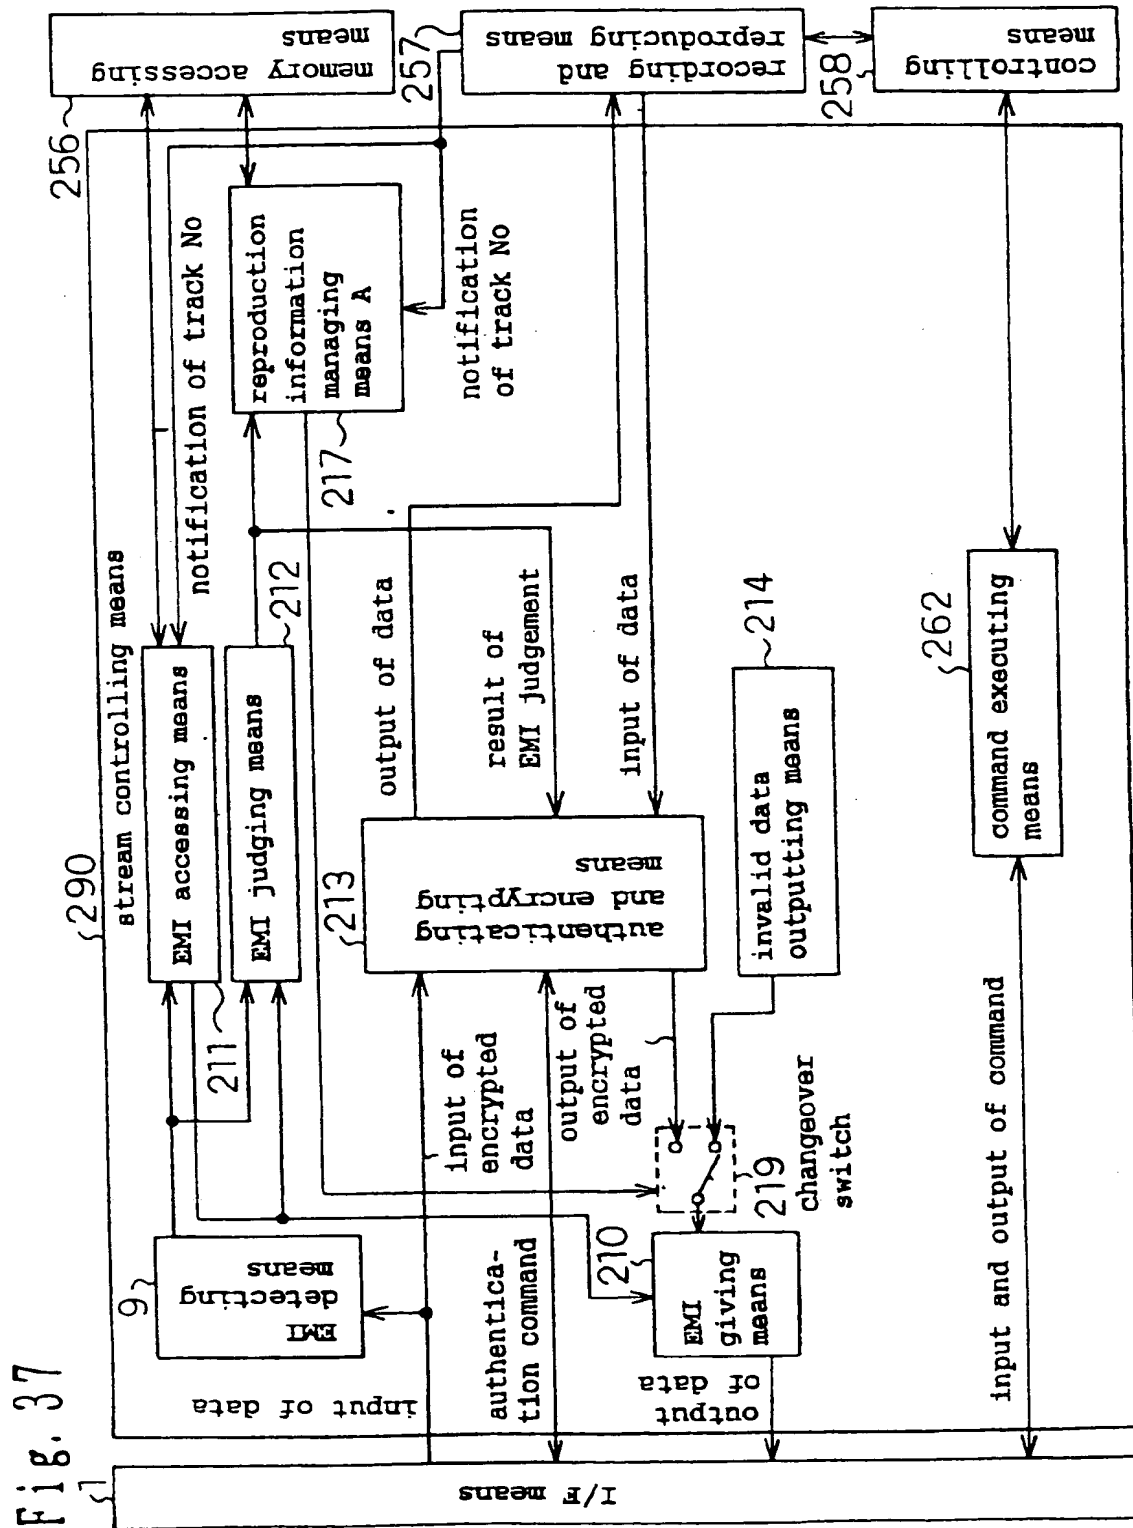 Fig. 37
1
I/F means
290
stream controlling means
input of data
9
EMI
detecting
means
211
EMI accessing means
EMI judging means
212
notification of track No
256
memory accessing
means
reproduction
information
managing
means A
217
notification
of track No
257
recording and
reproducing means
258
controlling
means
input of
encrypted
data
213
authenticating
and encrypting
means
output of data
result of
EMI judgement
input of data
authentica-
tion command
output of
encrypted
data
214
invalid data
outputting means
219
changeover
switch
210
EMI
giving
means
output
of data
262
command executing
means
input and output of command